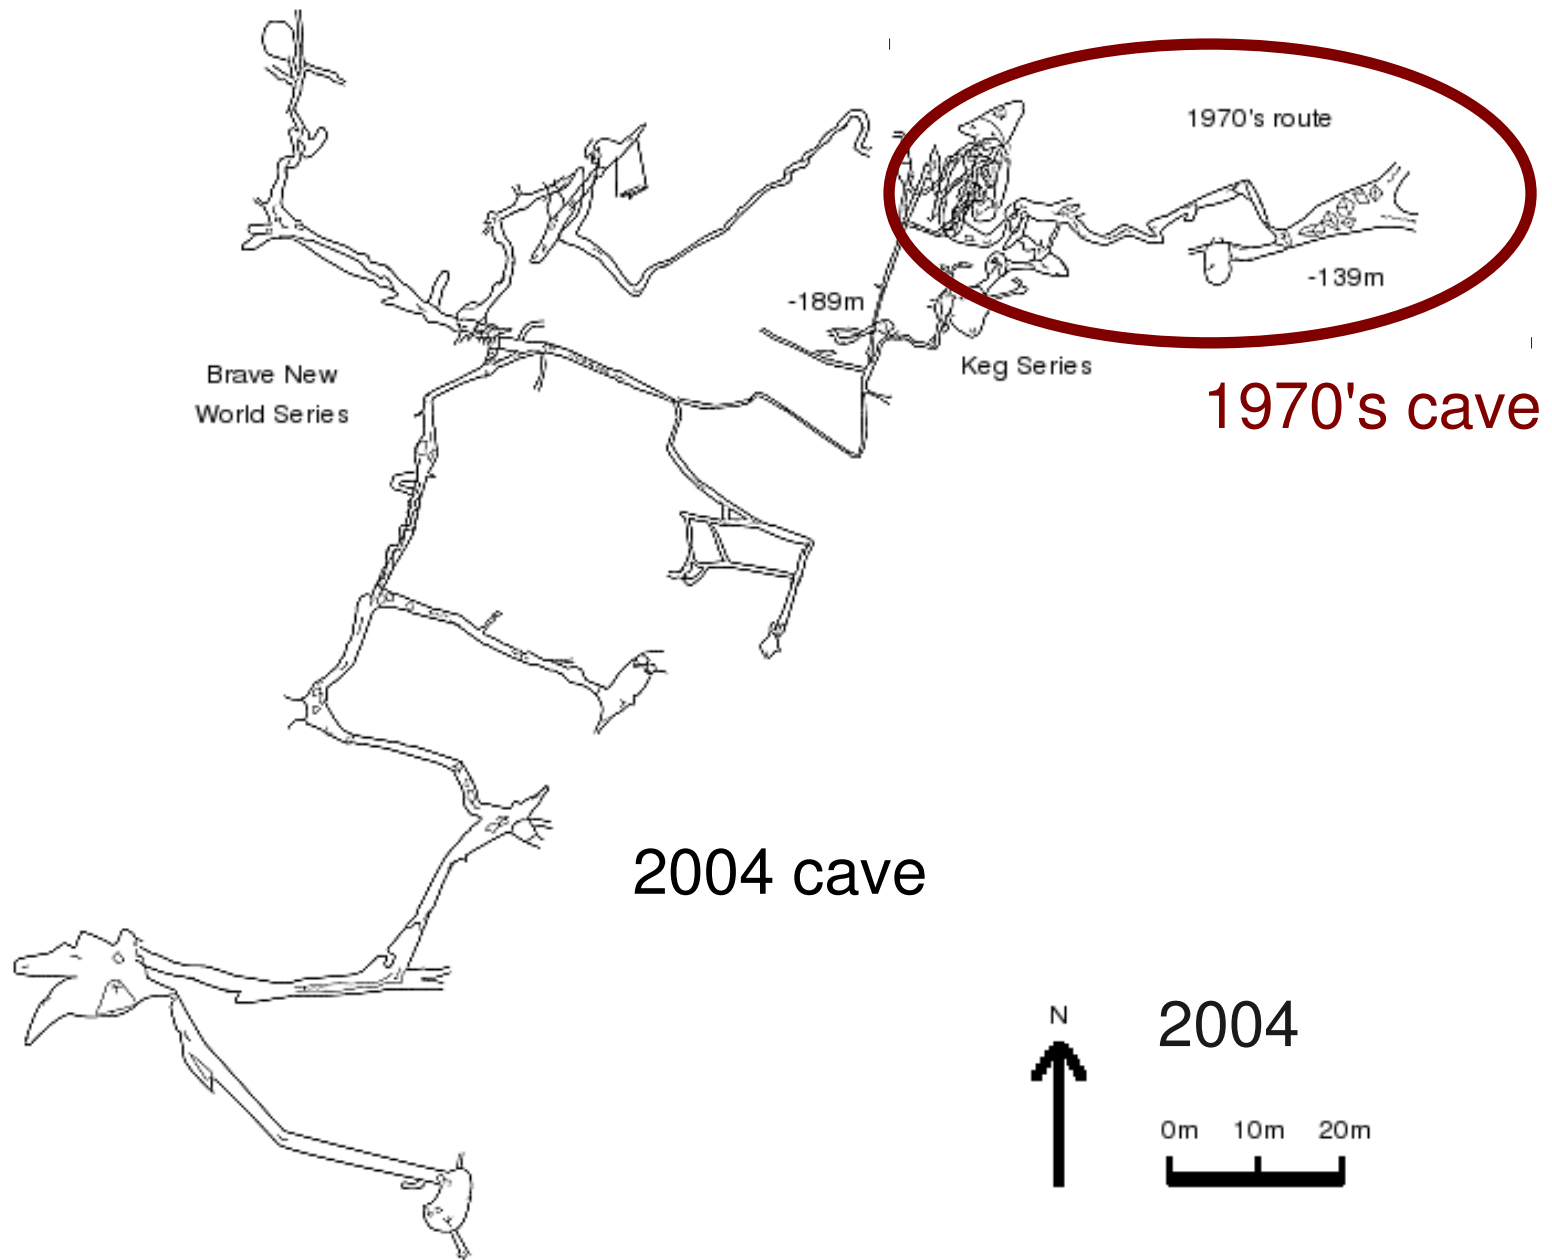 1970's route
-139m
-189m
Keg Series
Brave New
World Series
1970's cave
2004 cave
N
2004
0m 10m 20m